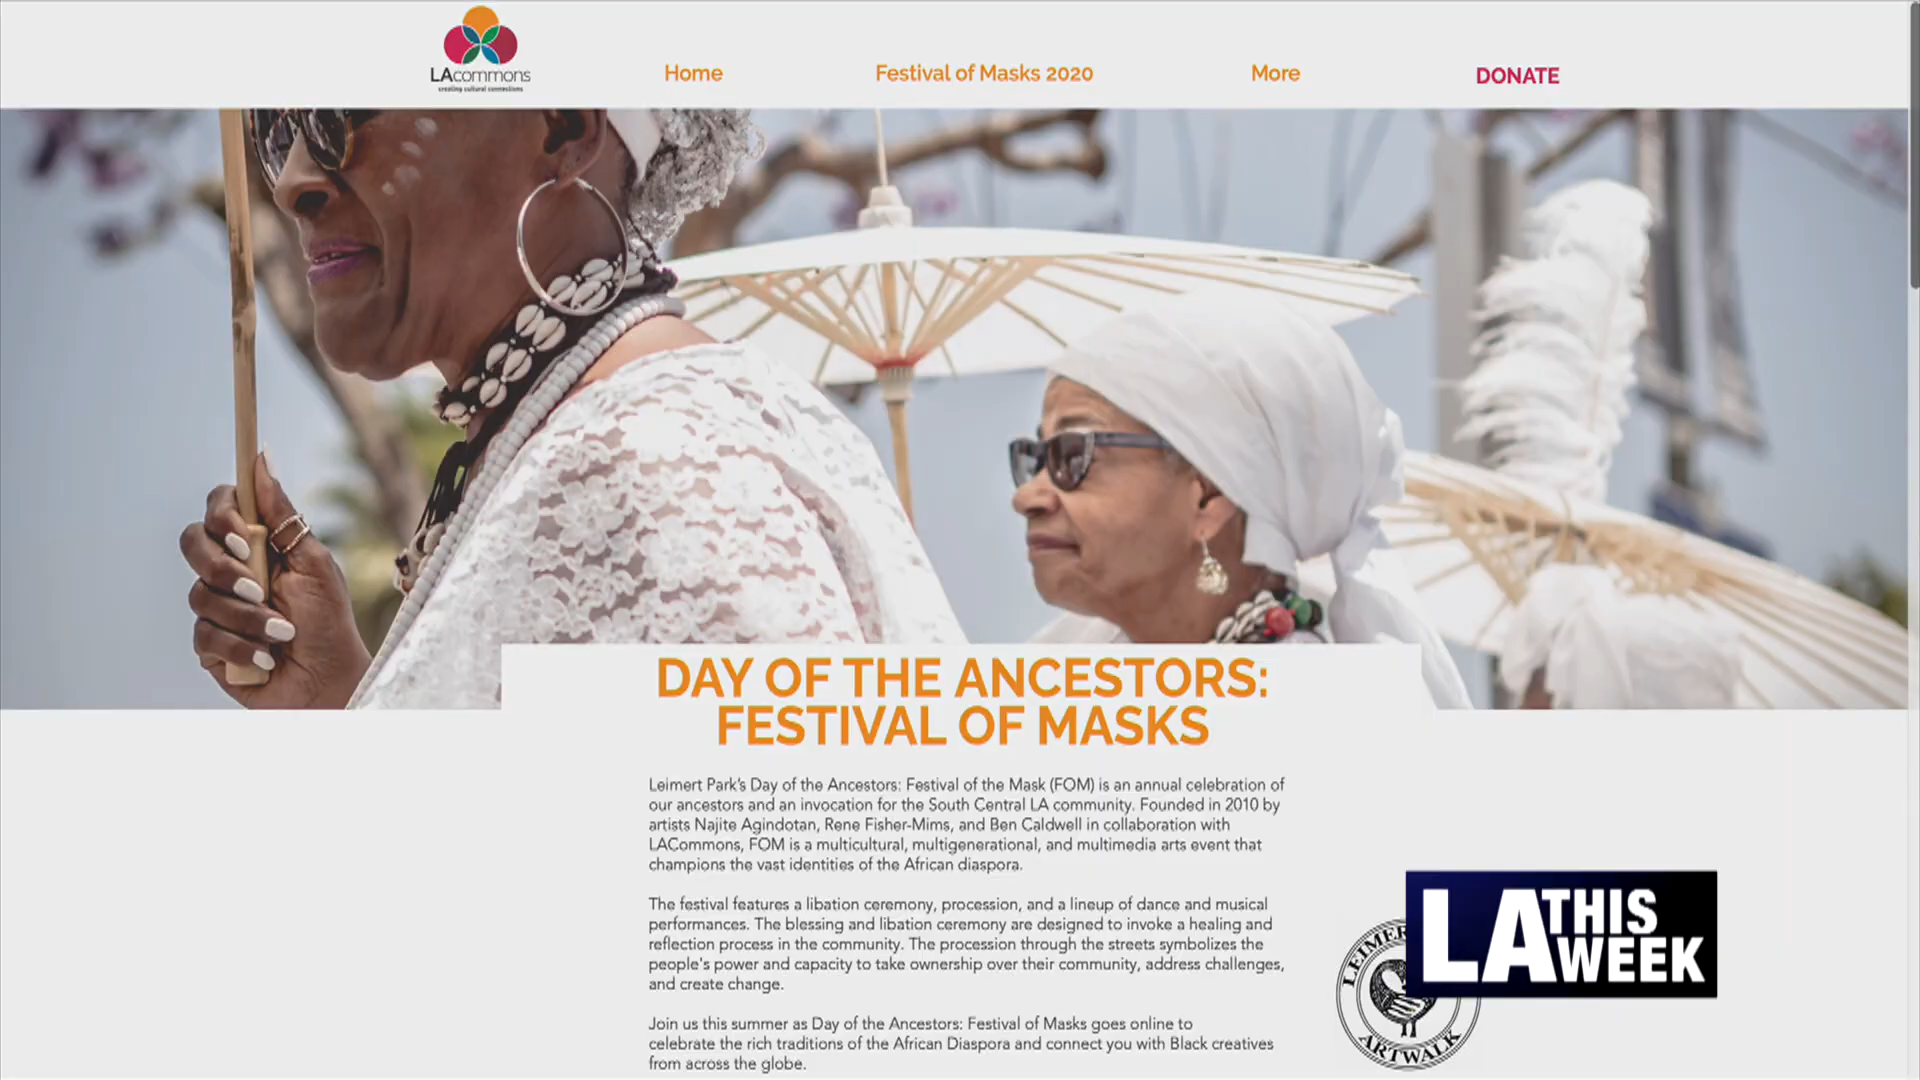 LAcommons
creating cultural connections
Home
Festival of Masks 2020
More
DONATE
DAY OF THE ANCESTORS:
FESTIVAL OF MASKS
Leimert Park's Day of the Ancestors: Festival of the Mask (FOM) is an annual celebration of
our ancestors and an invocation for the South Central LA community. Founded in 2010 by
artists Najite Agindotan, Rene Fisher-Mims, and Ben Caldwell in collaboration with
LACommons, FOM is a multicultural, multigenerational, and multimedia arts event that
champions the vast identities of the African diaspora.
The festival features a libation ceremony, procession, and a lineup of dance and musical
performances. The blessing and libation ceremony are designed to invoke a healing and
reflection process in the community. The procession through the streets symbolizes the
people's power and capacity to take ownership over their community, address challenges,
and create change.
Join us this summer as Day of the Ancestors: Festival of Masks goes online to
celebrate the rich traditions of the African Diaspora and connect you with Black creatives
from across the globe.
LA THIS WEEK
ARTWALK